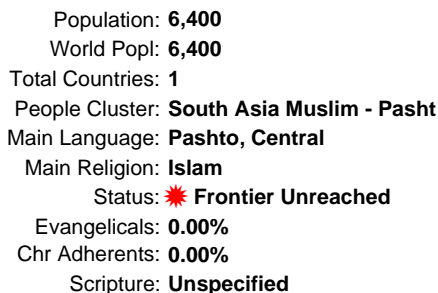 Population: 6,400
World Popl: 6,400
Total Countries: 1
People Cluster: South Asia Muslim - Pasht
Main Language: Pashto, Central
Main Religion: Islam
Status: Frontier Unreached
Evangelicals: 0.00%
Chr Adherents: 0.00%
Scripture: Unspecified